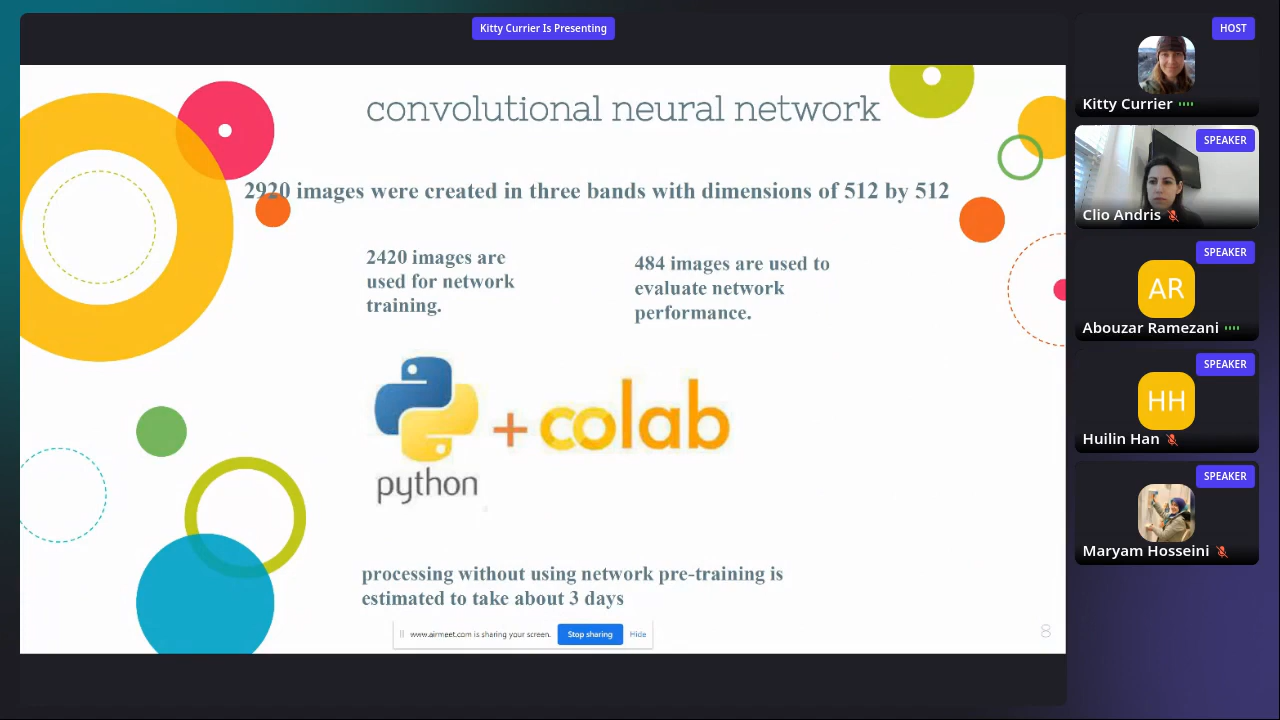 Kitty Currier Is Presenting
convolutional neural network
2920 images were created in three bands with dimensions of 512 by 512
2420 images are
used for network
training.
484 images are used to
evaluate network
performance.
python
+
colab
processing without using network pre-training is
estimated to take about 3 days
www.airmeet.com is sharing your screen.
Stop sharing
Hide
8
HOST
Kitty Currier
SPEAKER
Clio Andris
SPEAKER
AR
Abouzar Ramezani
SPEAKER
HH
Huilin Han
SPEAKER
Maryam Hosseini